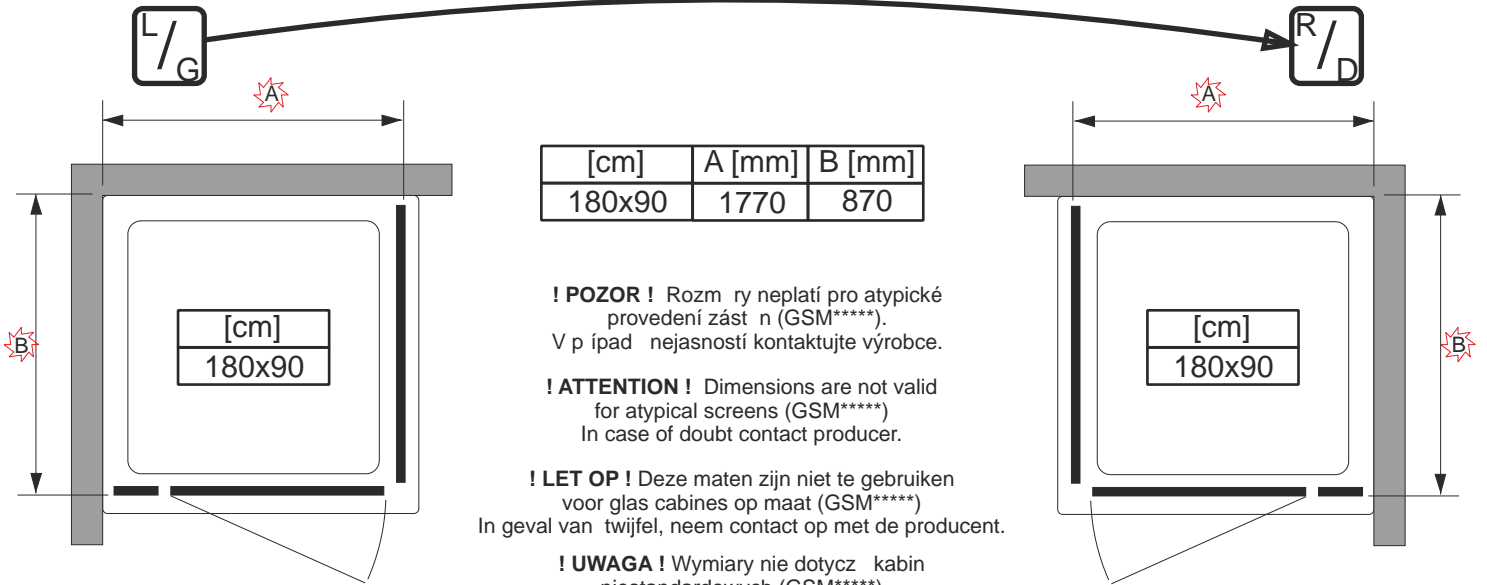 L/G
R/D
A
A
[cm] A [mm] B [mm]
180x90 1770 870
! POZOR ! Rozm ry neplatí pro atypické
provedení zást n (GSM*****).
V p ípad nejasností kontaktujte výrobce.
B
[cm]
180x90
[cm]
180x90
B
! ATTENTION ! Dimensions are not valid
for atypical screens (GSM*****)
In case of doubt contact producer.
! LET OP ! Deze maten zijn niet te gebruiken
voor glas cabines op maat (GSM*****)
In geval van twijfel, neem contact op met de producent.
! UWAGA ! Wymiary nie dotycz kabin
niestandardowych (GSM*****)